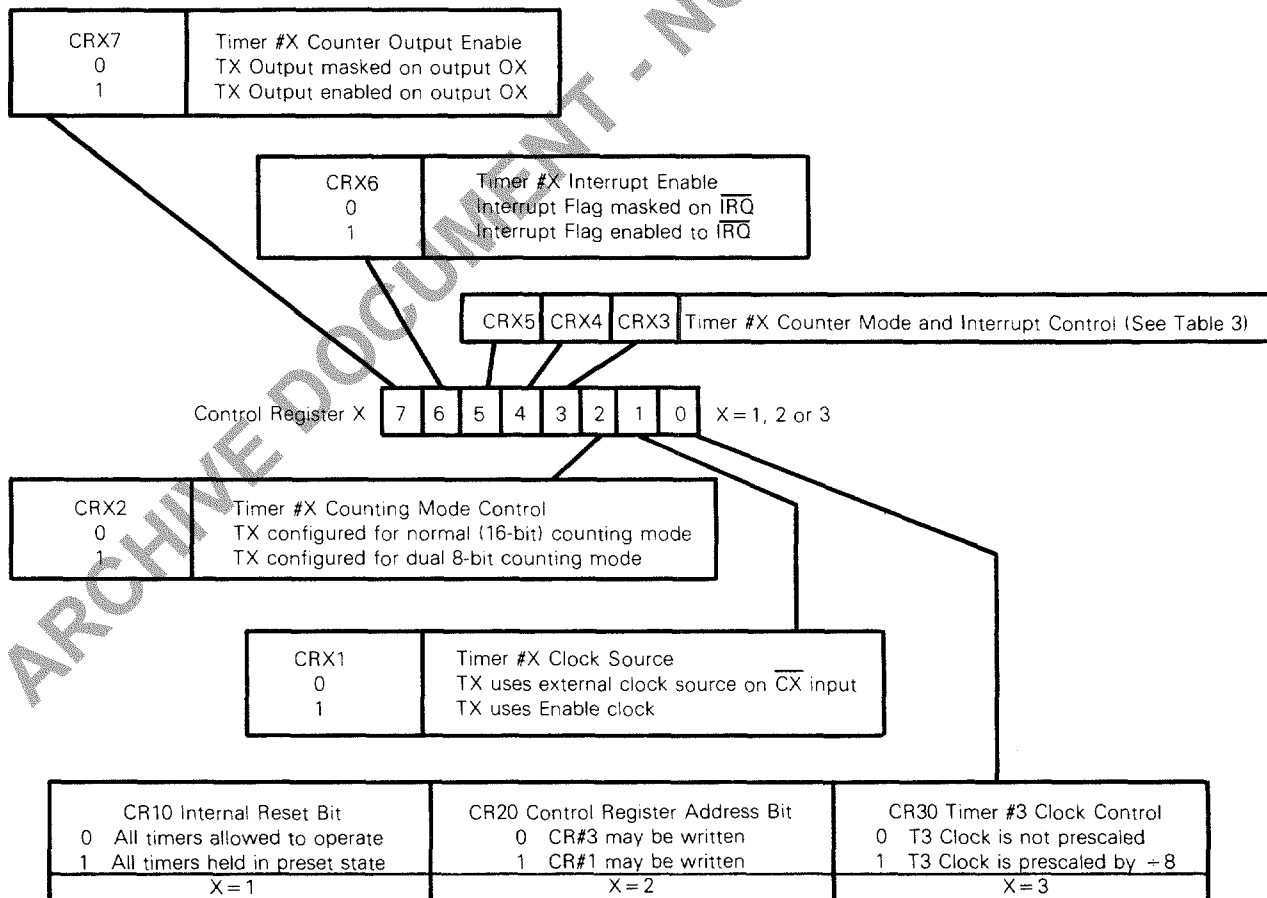 CRX7 Timer #X Counter Output Enable
0 TX Output masked on output OX
1 TX Output enabled on output OX
CRX6 Timer #X Interrupt Enable
0 Interrupt Flag masked on I̅R̅Q̅
1 Interrupt Flag enabled to I̅R̅Q̅
CRX5 CRX4 CRX3 Timer #X Counter Mode and Interrupt Control (See Table 3)
Control Register X 7 6 5 4 3 2 1 0 X = 1, 2 or 3
CRX2 Timer #X Counting Mode Control
0 TX configured for normal (16-bit) counting mode
1 TX configured for dual 8-bit counting mode
CRX1 Timer #X Clock Source
0 TX uses external clock source on C̅X̅ input
1 TX uses Enable clock
CR10 Internal Reset Bit
0 All timers allowed to operate
1 All timers held in preset state
X = 1
CR20 Control Register Address Bit
0 CR#3 may be written
1 CR#1 may be written
X = 2
CR30 Timer #3 Clock Control
0 T3 Clock is not prescaled
1 T3 Clock is prescaled by ÷8
X = 3
ARCHIVE DOCUMENT -